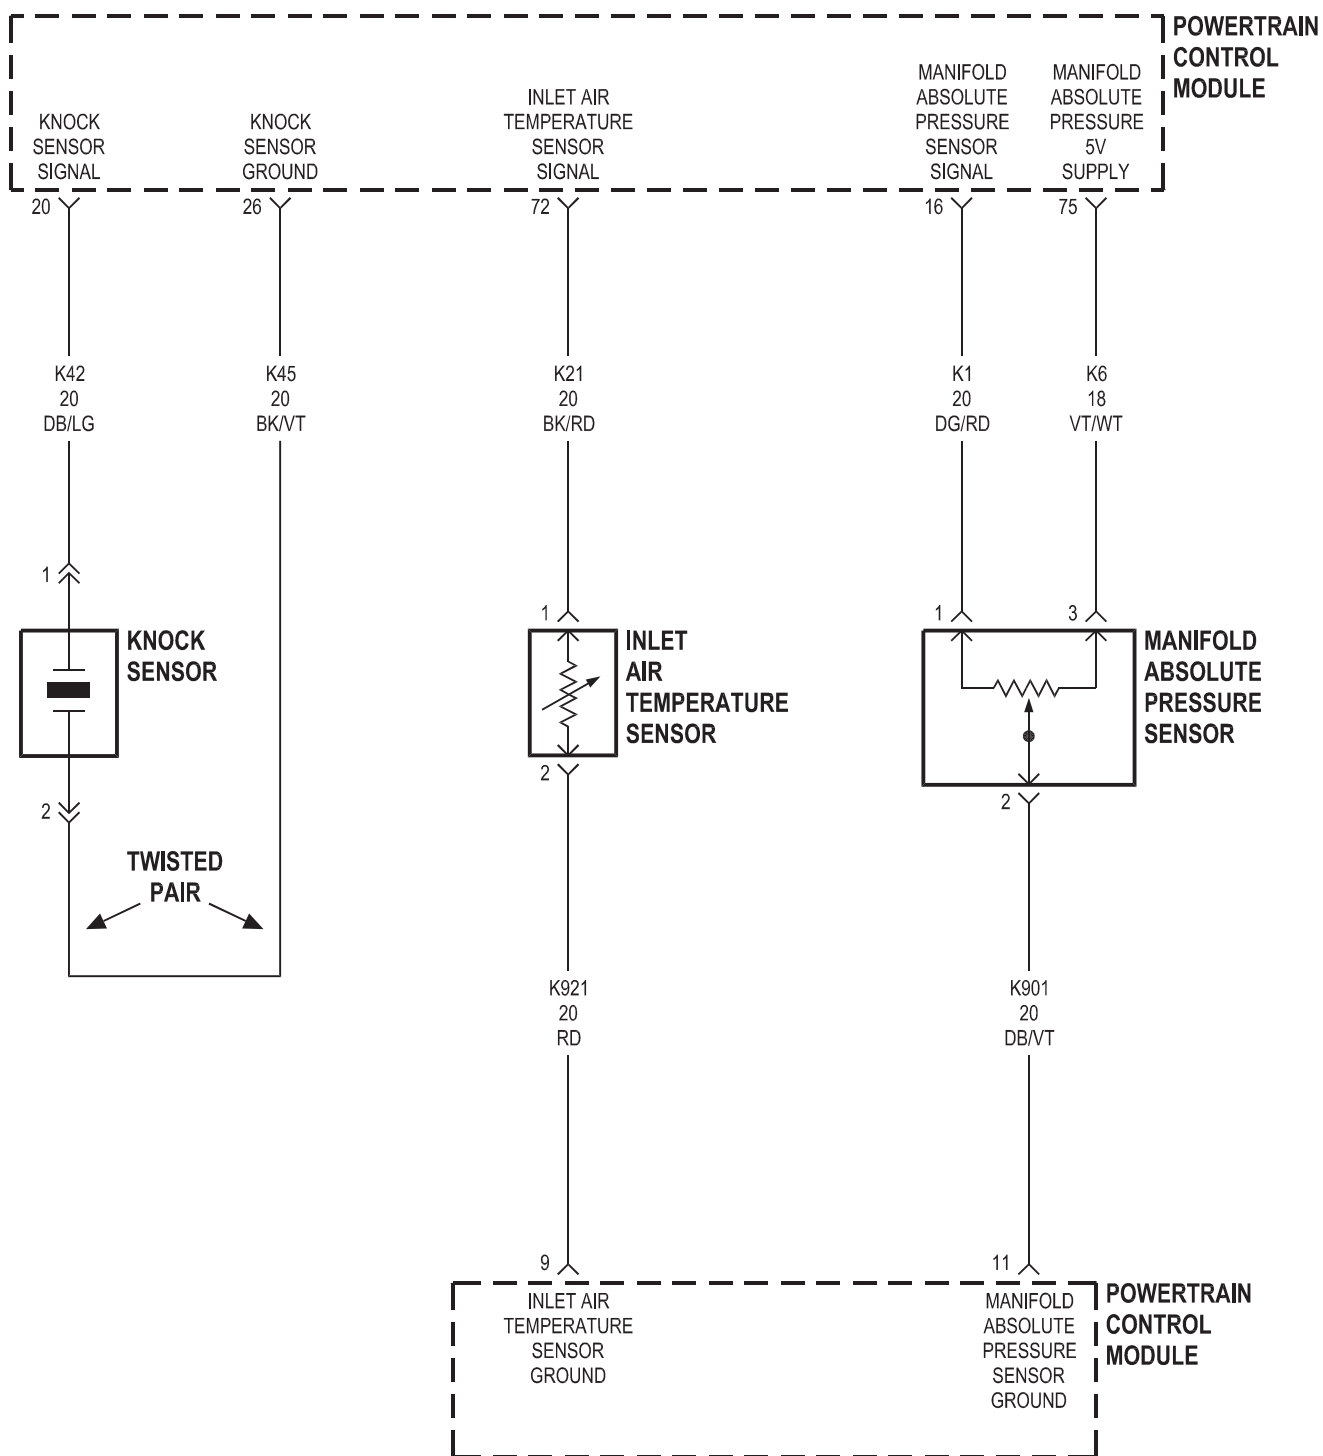 POWERTRAIN
CONTROL
MODULE
KNOCK
SENSOR
SIGNAL
KNOCK
SENSOR
GROUND
INLET AIR
TEMPERATURE
SENSOR
SIGNAL
MANIFOLD
ABSOLUTE
PRESSURE
SENSOR
SIGNAL
MANIFOLD
ABSOLUTE
PRESSURE
5V
SUPPLY
20
26
72
16
75
K42
20
DB/LG
K45
20
BK/VT
K21
20
BK/RD
K1
20
DG/RD
K6
18
VT/WT
1
KNOCK
SENSOR
2
TWISTED
PAIR
1
INLET
AIR
TEMPERATURE
SENSOR
2
1
3
MANIFOLD
ABSOLUTE
PRESSURE
SENSOR
2
K921
20
RD
K901
20
DB/VT
9
11
INLET AIR
TEMPERATURE
SENSOR
GROUND
MANIFOLD
ABSOLUTE
PRESSURE
SENSOR
GROUND
POWERTRAIN
CONTROL
MODULE